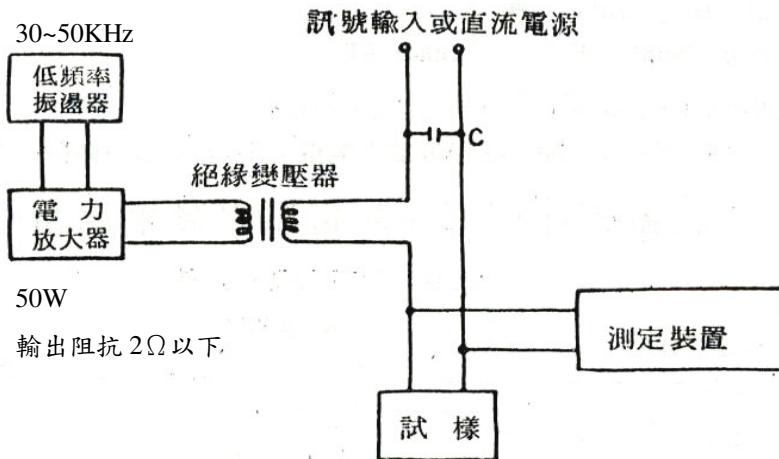 訊號輸入或直流電源
30~50KHz
低頻率
振盪器
C
絕緣變壓器
電力
放大器
50W
輸出阻抗 2Ω以下
測定裝置
試樣